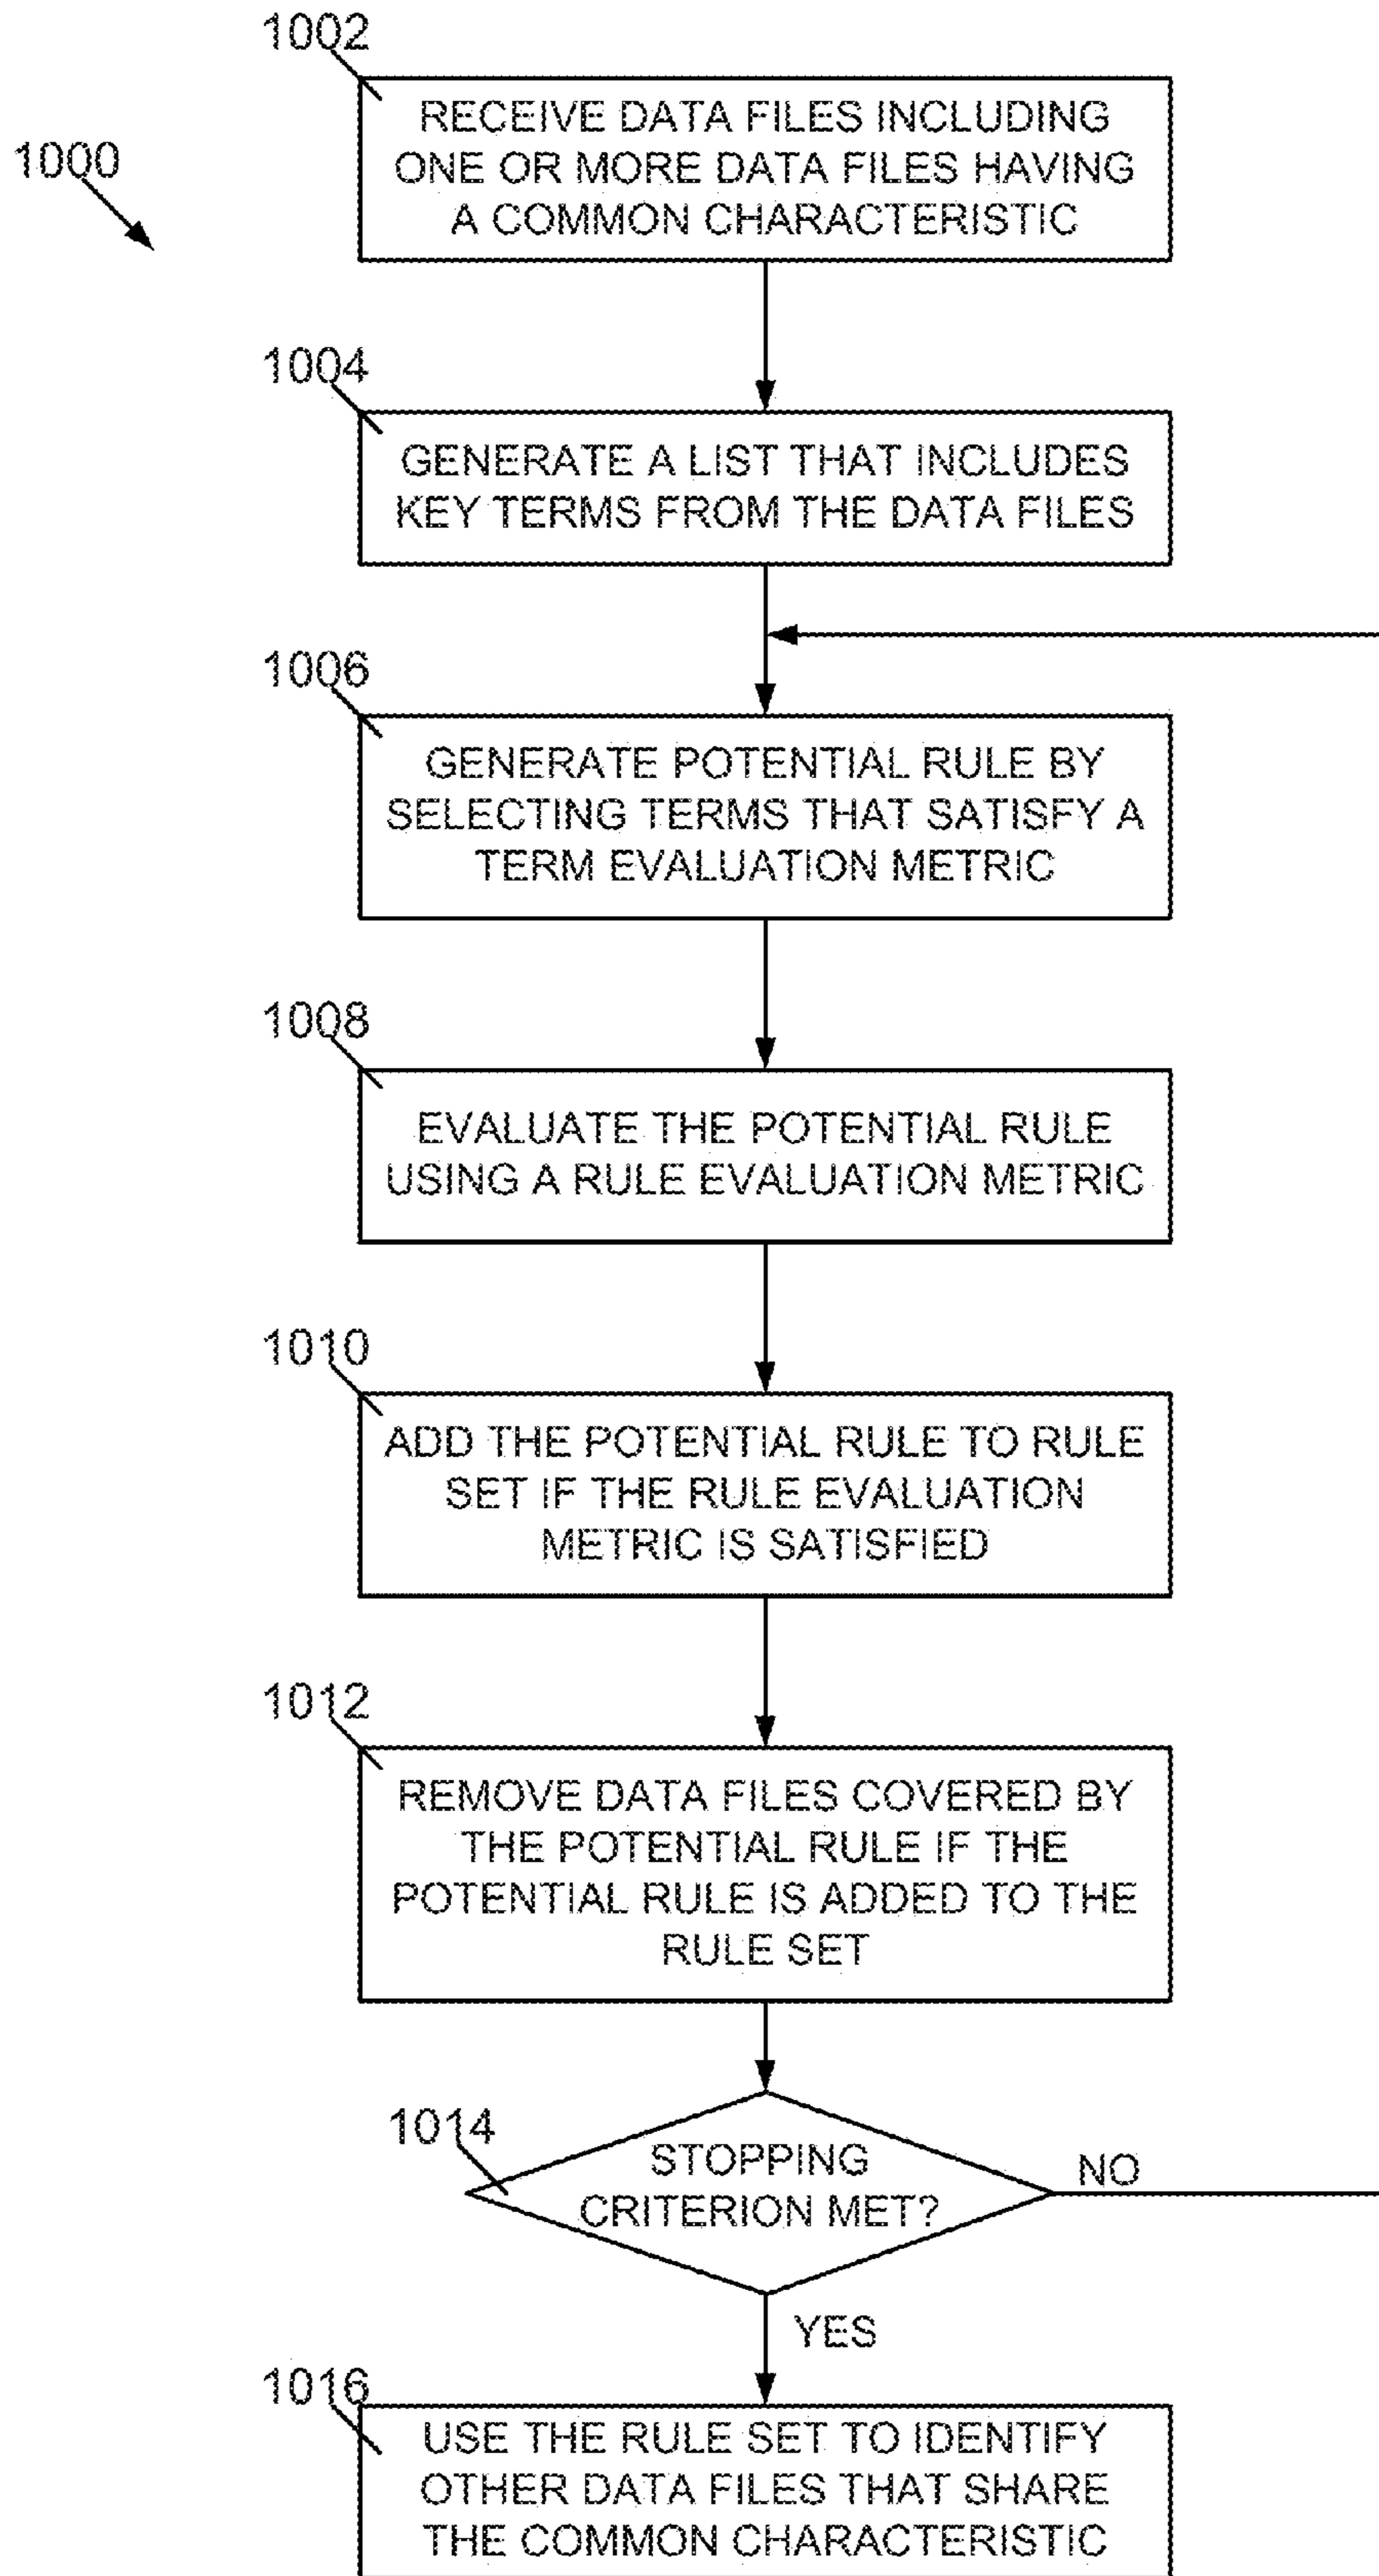 1002
RECEIVE DATA FILES INCLUDING
ONE OR MORE DATA FILES HAVING
A COMMON CHARACTERISTIC
1000
1004
GENERATE A LIST THAT INCLUDES
KEY TERMS FROM THE DATA FILES
1006
GENERATE POTENTIAL RULE BY
SELECTING TERMS THAT SATISFY A
TERM EVALUATION METRIC
1008
EVALUATE THE POTENTIAL RULE
USING A RULE EVALUATION METRIC
1010
ADD THE POTENTIAL RULE TO RULE
SET IF THE RULE EVALUATION
METRIC IS SATISFIED
1012
REMOVE DATA FILES COVERED BY
THE POTENTIAL RULE IF THE
POTENTIAL RULE IS ADDED TO THE
RULE SET
1014
STOPPING
CRITERION MET?
NO
YES
1016
USE THE RULE SET TO IDENTIFY
OTHER DATA FILES THAT SHARE
THE COMMON CHARACTERISTIC